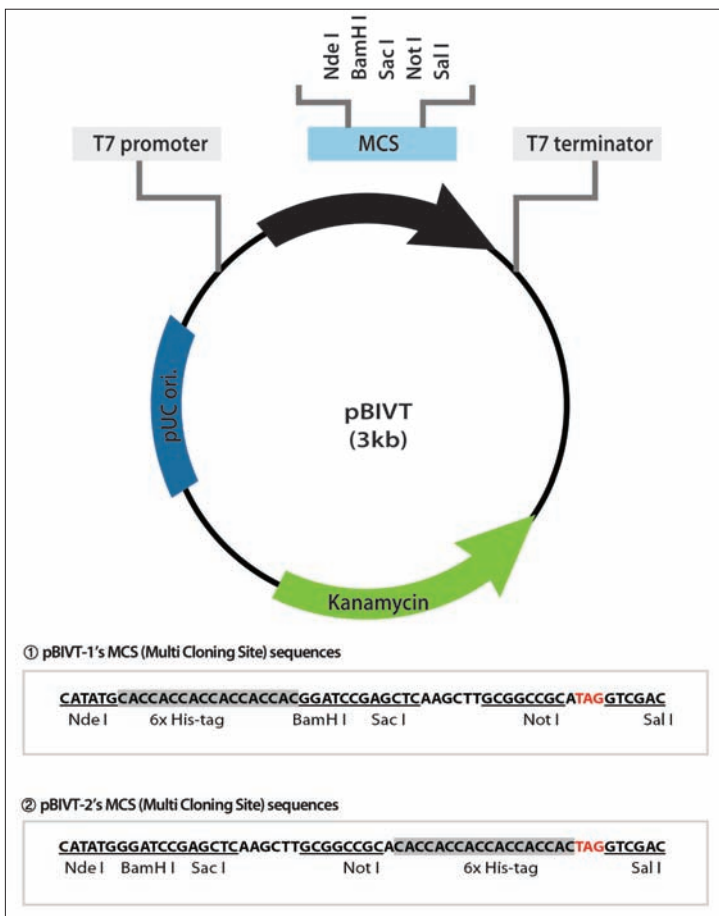 Nde I
BamH I
Sac I
Not I
Sal I
T7 promoter
MCS
T7 terminator
pUC ori.
pBIVT
(3kb)
Kanamycin
① pBIVT-1's MCS (Multi Cloning Site) sequences
CATATGCACCACCACCACCACCACGGATCCGAGCTCAAGCTTGCGGCCGCATAGGTCGAC
Nde I 6x His-tag BamH I Sac I Not I Sal I
② pBIVT-2's MCS (Multi Cloning Site) sequences
CATATGGGATCCGAGCTCAAGCTTGCGGCCGCACACCACCACCACCACCACTAGGTCGAC
Nde I BamH I Sac I Not I 6x His-tag Sal I